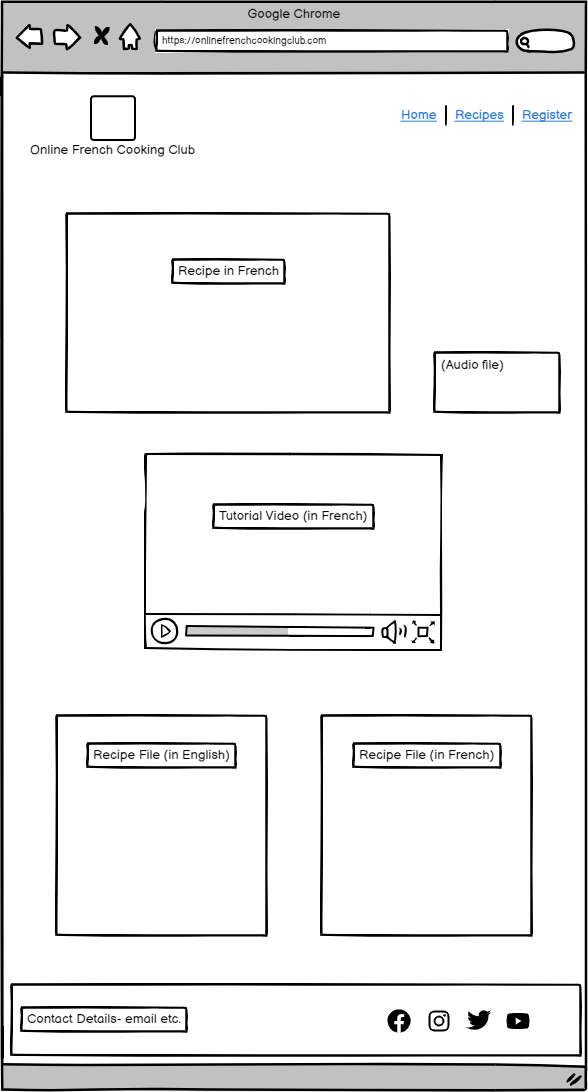 Google Chrome
https://onlinefrenchcookingclub.com
Online French Cooking Club
Home
Recipes
Register
Recipe in French
(Audio file)
Tutorial Video (in French)
Recipe File (in English)
Recipe File (in French)
Contact Details- email etc.